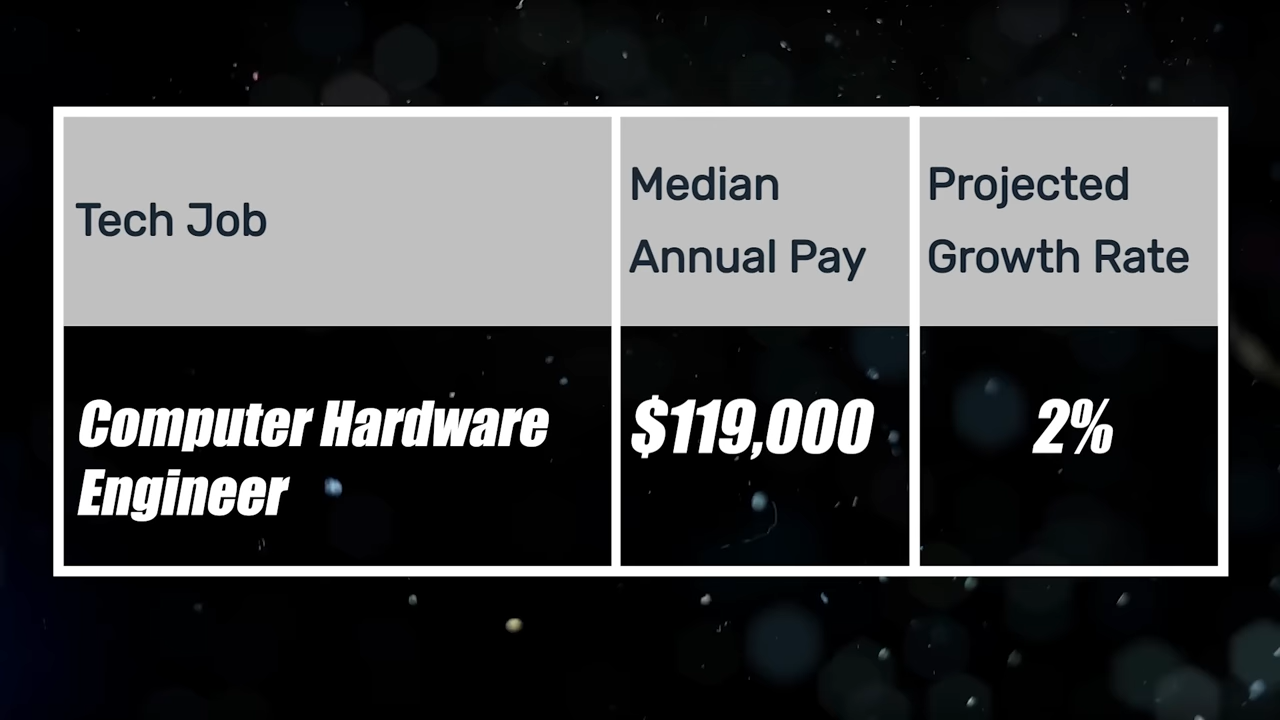 Tech Job
Median
Annual Pay
Projected
Growth Rate
Computer Hardware
Engineer
$119,000
2%